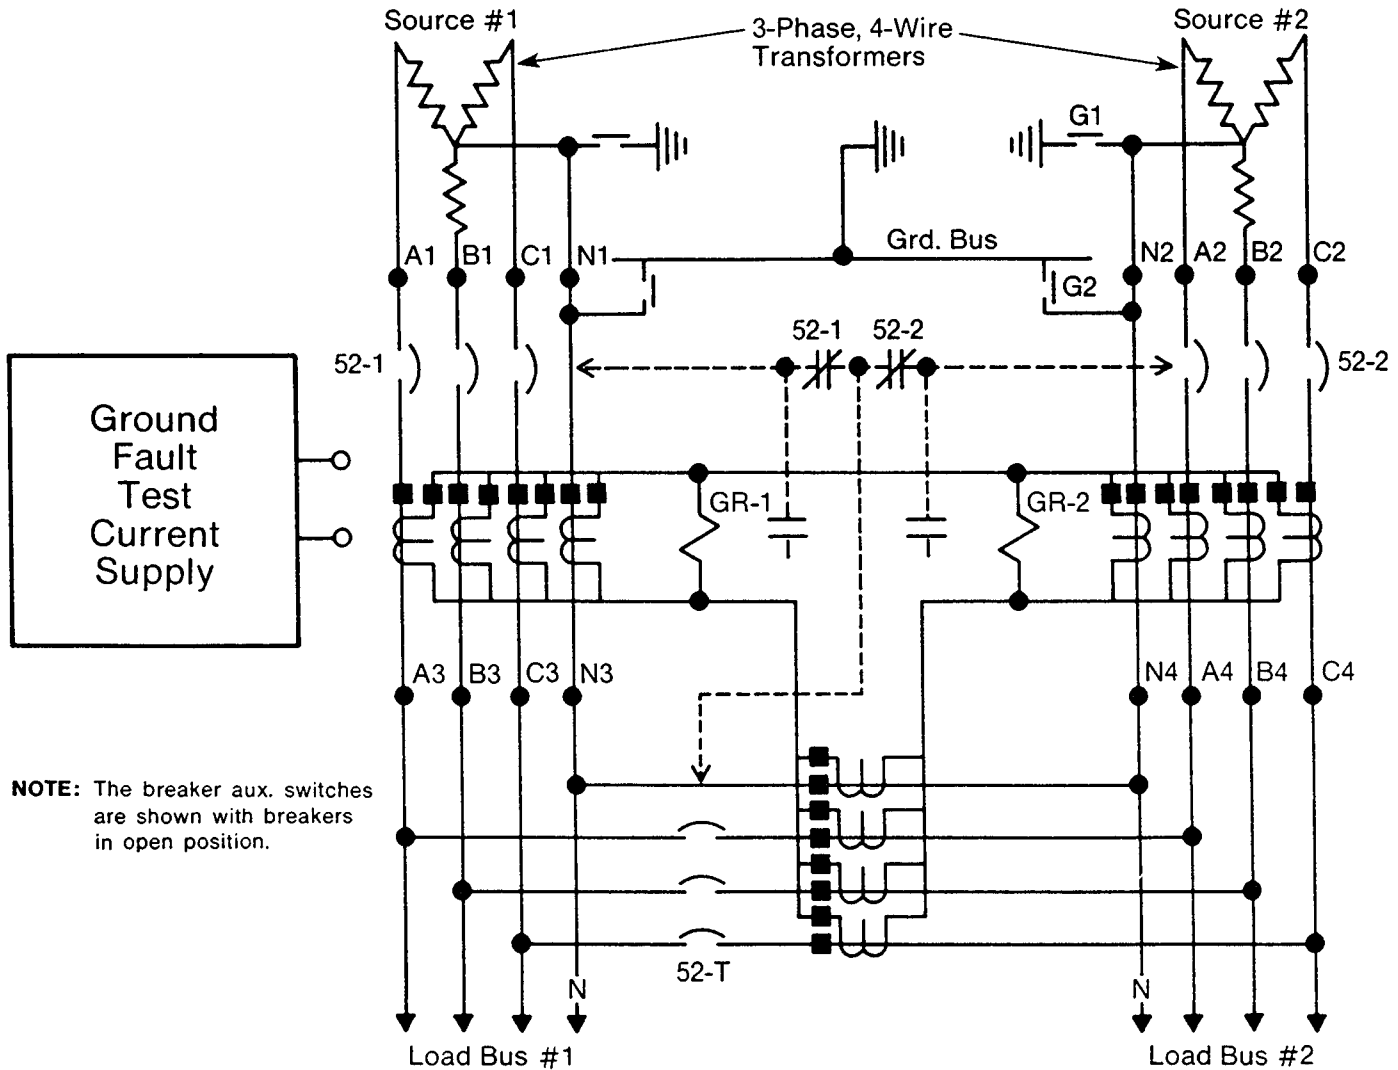 Source #1
3-Phase, 4-Wire
Transformers
Source #2
G1
A1
B1
C1
N1
Grd. Bus
N2
A2
B2
C2
G2
52-1
52-2
52-1
52-2
Ground
Fault
Test
Current
Supply
GR-1
GR-2
A3
B3
C3
N3
N4
A4
B4
C4
NOTE: The breaker aux. switches
are shown with breakers
in open position.
52-T
N
N
Load Bus #1
Load Bus #2